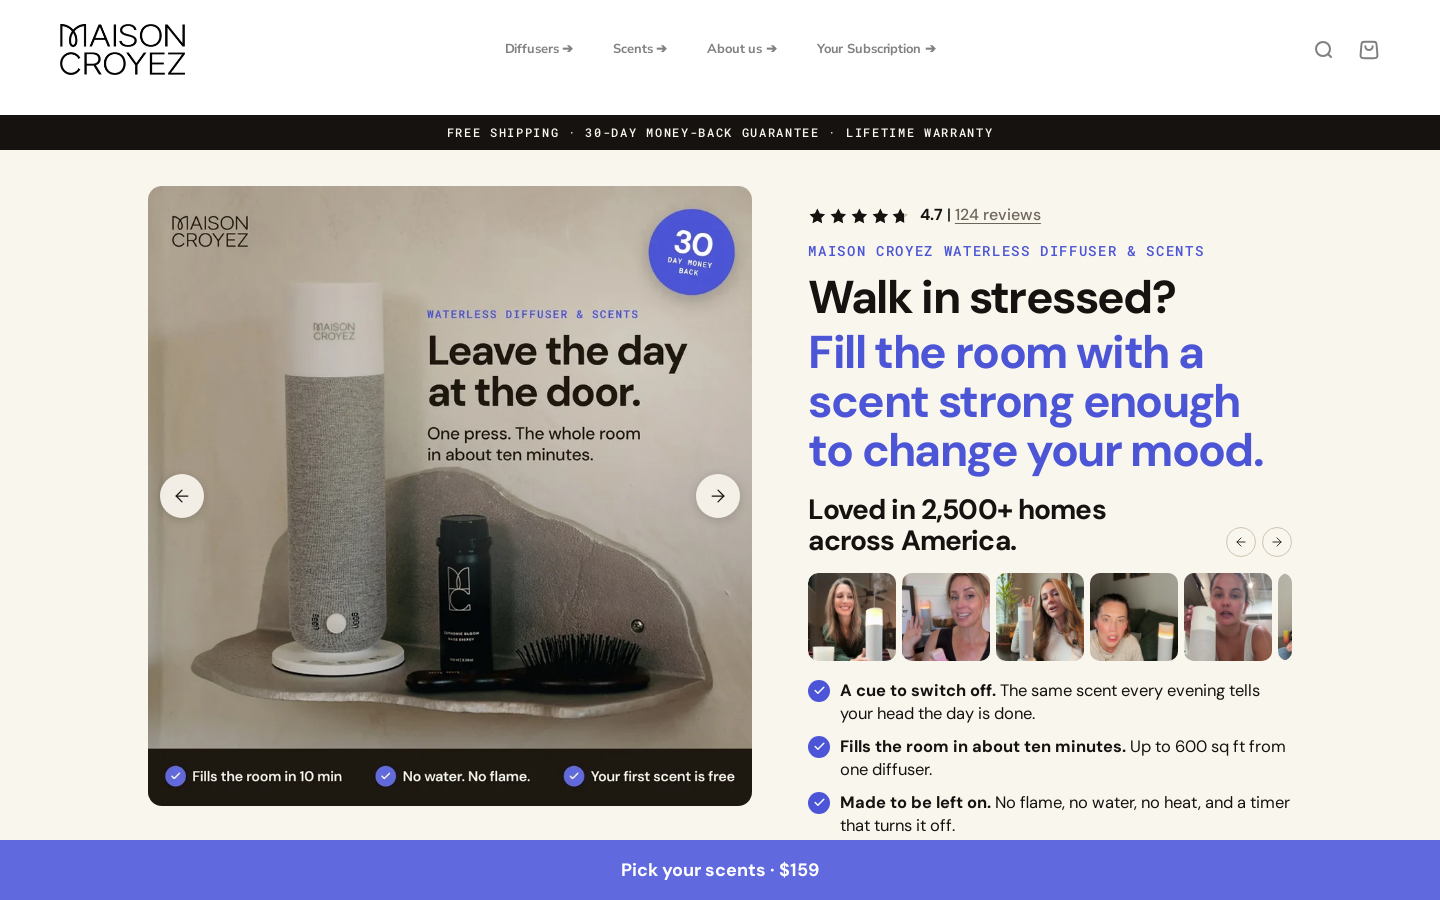 MAISON
CROYEZ
Diffusers ➔
Scents ➔
About us ➔
Your Subscription ➔
FREE SHIPPING · 30-DAY MONEY-BACK GUARANTEE · LIFETIME WARRANTY
MAISON
CROYEZ
30
DAY MONEY
BACK
MAISON
CROYEZ
WATERLESS DIFFUSER & SCENTS
Leave the day
at the door.
One press. The whole room
in about ten minutes.
Fills the room in 10 min
No water. No flame.
Your first scent is free
4.7 | 124 reviews
MAISON CROYEZ WATERLESS DIFFUSER & SCENTS
Walk in stressed?
Fill the room with a
scent strong enough
to change your mood.
Loved in 2,500+ homes
across America.
A cue to switch off. The same scent every evening tells
your head the day is done.
Fills the room in about ten minutes. Up to 600 sq ft from
one diffuser.
Made to be left on. No flame, no water, no heat, and a timer
that turns it off.
Pick your scents · $159